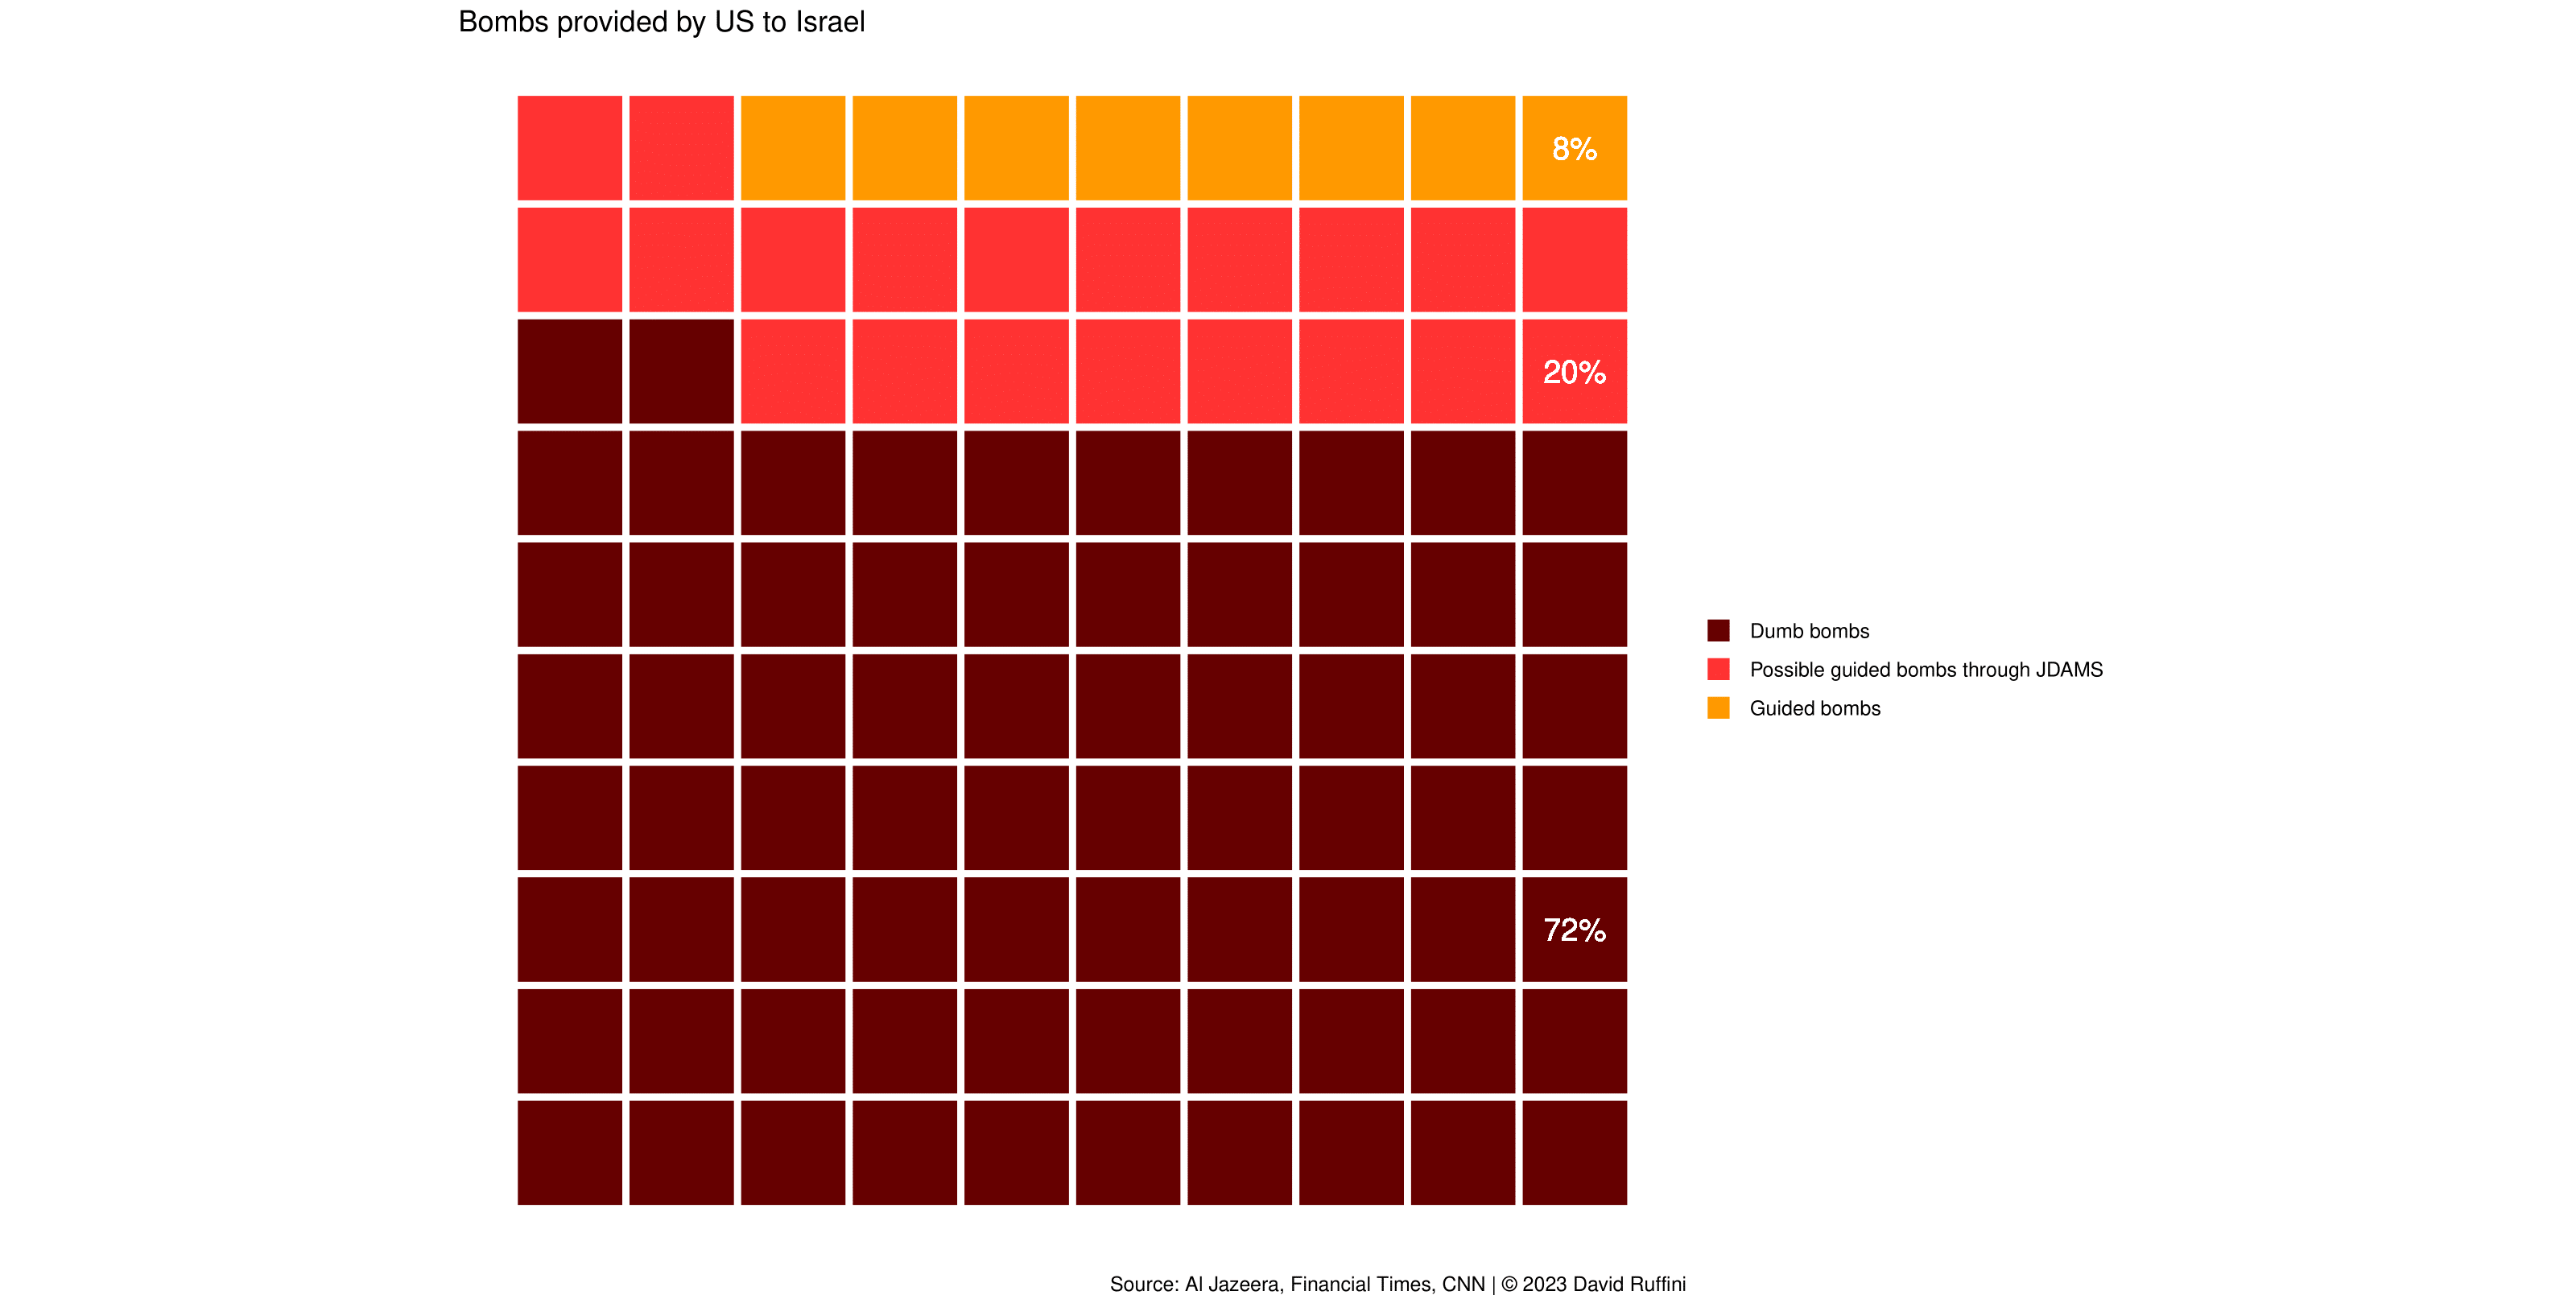 Bombs provided by US to Israel
8%
20%
72%
Dumb bombs
Possible guided bombs through JDAMS
Guided bombs
Source: Al Jazeera, Financial Times, CNN | © 2023 David Ruffini